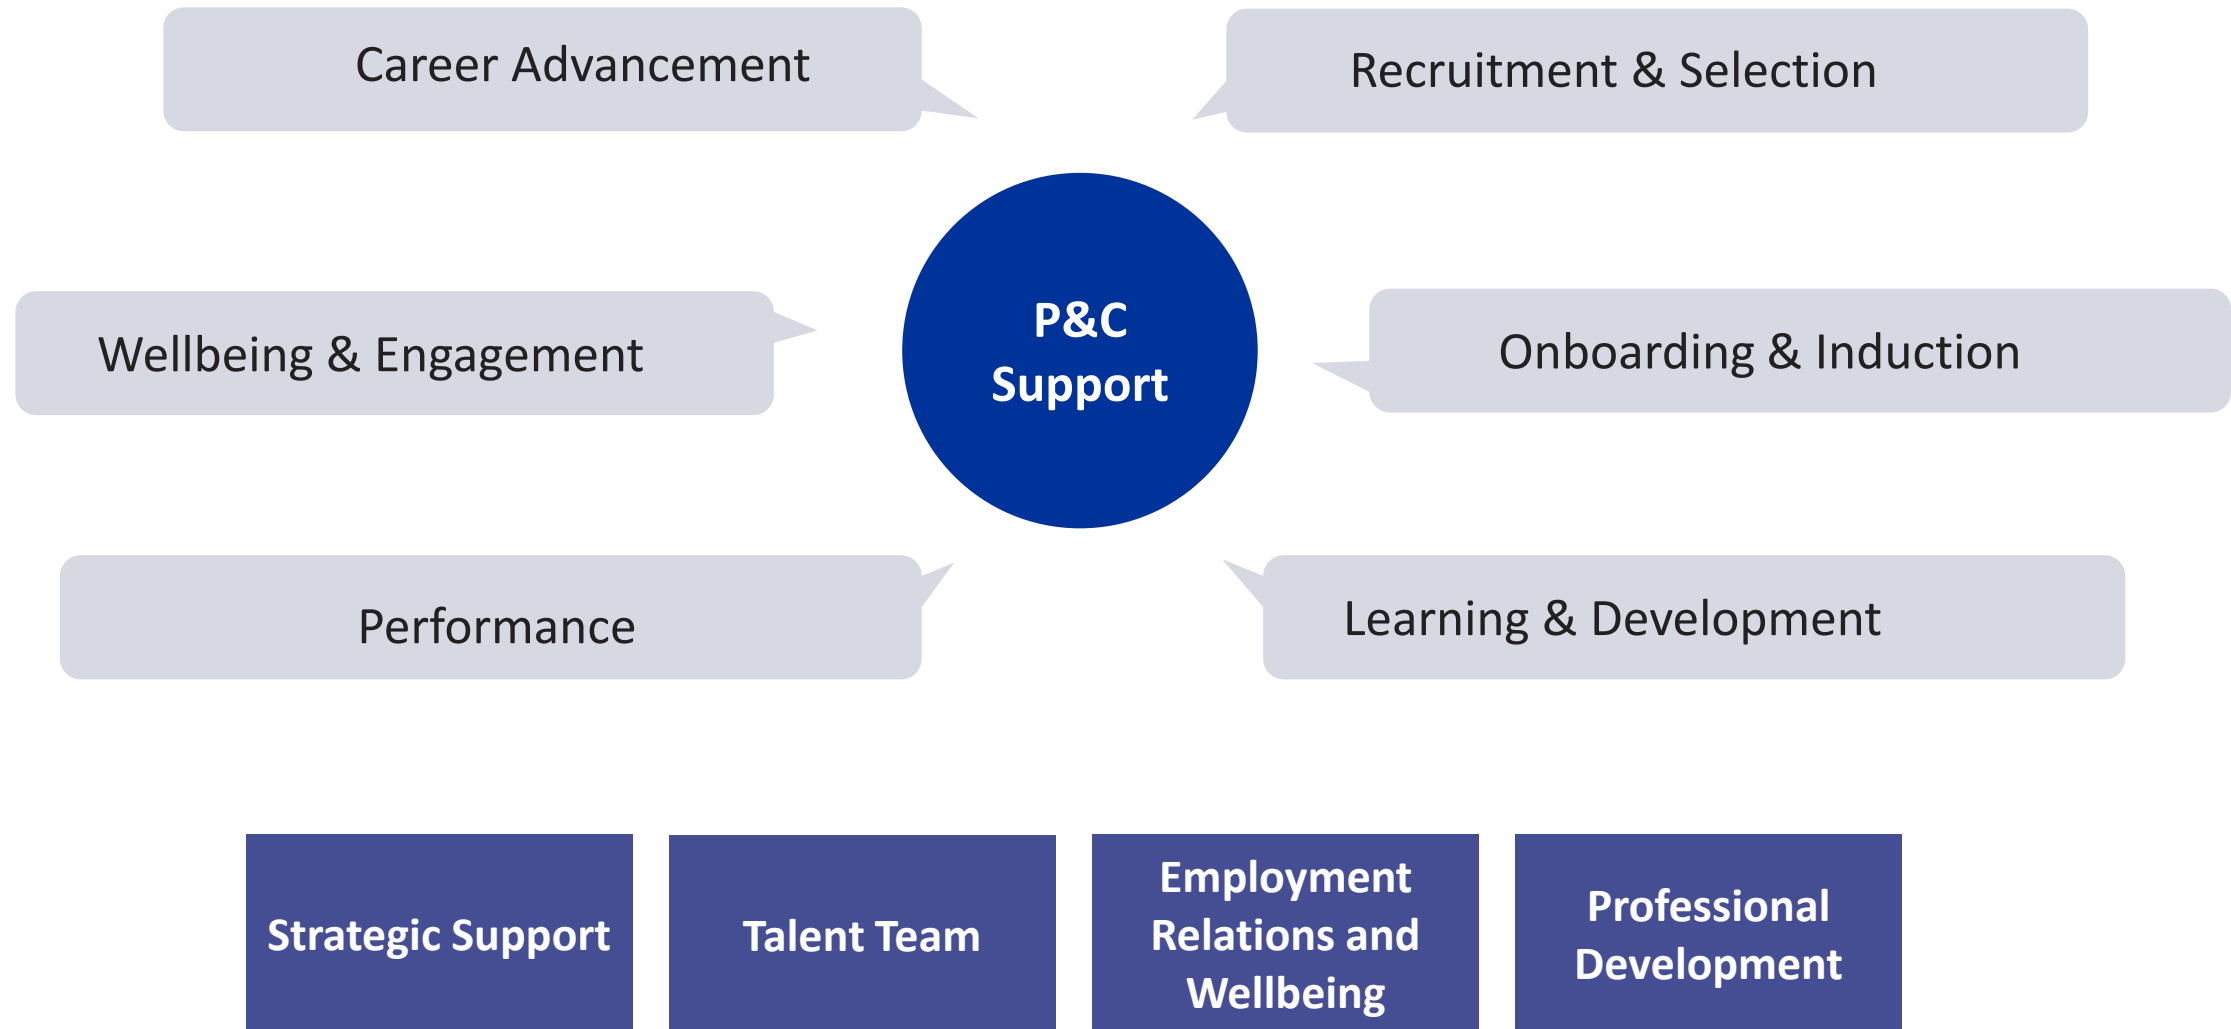 Career Advancement
Recruitment & Selection
P&C
Support
Wellbeing & Engagement
Onboarding & Induction
Performance
Learning & Development
Strategic Support
Talent Team
Employment
Relations and
Wellbeing
Professional
Development